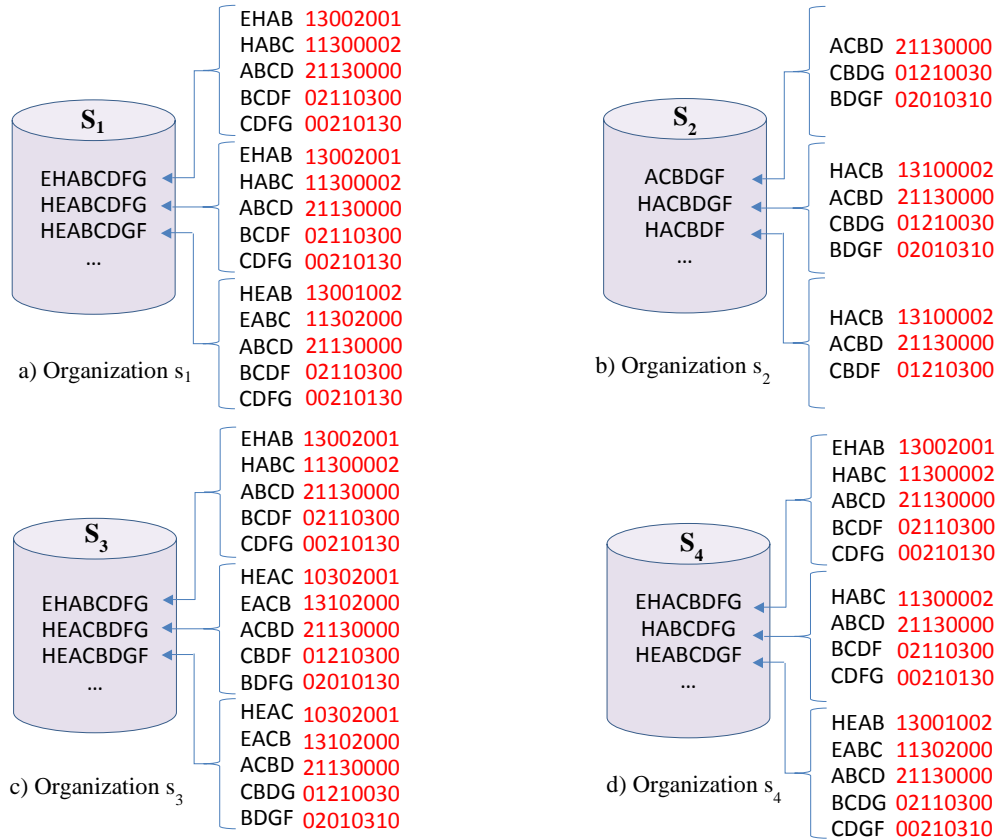 EHAB 13002001
HABC 11300002
ABCD 21130000
BCDF 02110300
CDFG 00210130
S1
EHABCDFG
HEABCDFG
HEABCDGF
...
EHAB 13002001
HABC 11300002
ABCD 21130000
BCDF 02110300
CDFG 00210130
HEAB 13001002
EABC 11302000
ABCD 21130000
BCDF 02110300
CDFG 00210130
a) Organization s1
ACBD 21130000
CBDG 01210030
BDGF 02010310
S2
ACBDGF
HACBDGF
HACBDF
...
HACB 13100002
ACBD 21130000
CBDG 01210030
BDGF 02010310
HACB 13100002
ACBD 21130000
CBDF 01210300
b) Organization s2
EHAB 13002001
HABC 11300002
ABCD 21130000
BCDF 02110300
CDFG 00210130
S3
EHABCDFG
HEACBDFG
HEACBDGF
...
HEAC 10302001
EACB 13102000
ACBD 21130000
CBDF 01210300
BDFG 02010130
HEAC 10302001
EACB 13102000
ACBD 21130000
CBDG 01210030
BDGF 02010310
c) Organization s3
EHAB 13002001
HABC 11300002
ABCD 21130000
BCDF 02110300
CDFG 00210130
S4
EHACBDFG
HABCDFG
HEABCDGF
...
HABC 11300002
ABCD 21130000
BCDF 02110300
CDFG 00210130
HEAB 13001002
EABC 11302000
ABCD 21130000
BCDG 02110300
CDGF 00210310
d) Organization s4